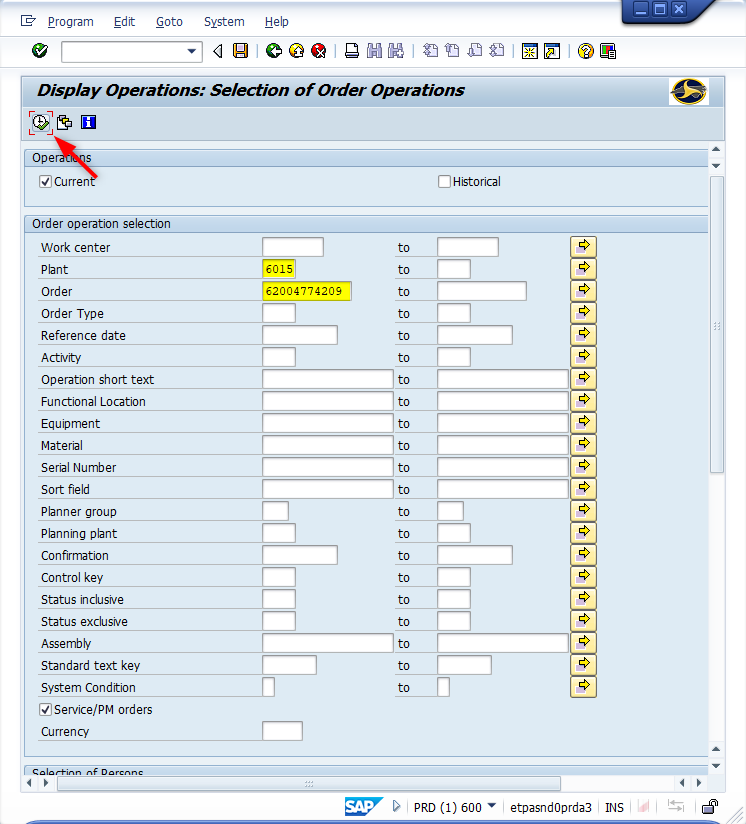 Program Edit Goto System Help
Display Operations: Selection of Order Operations
Operations
Current Historical
Order operation selection
Work center to
Plant 6015 to
Order 62004774209 to
Order Type to
Reference date to
Activity to
Operation short text to
Functional Location to
Equipment to
Material to
Serial Number to
Sort field to
Planner group to
Planning plant to
Confirmation to
Control key to
Status inclusive to
Status exclusive to
Assembly to
Standard text key to
System Condition to
Service/PM orders
Currency
Selection of Persons
SAP PRD (1) 600 etpasnd0prda3 INS